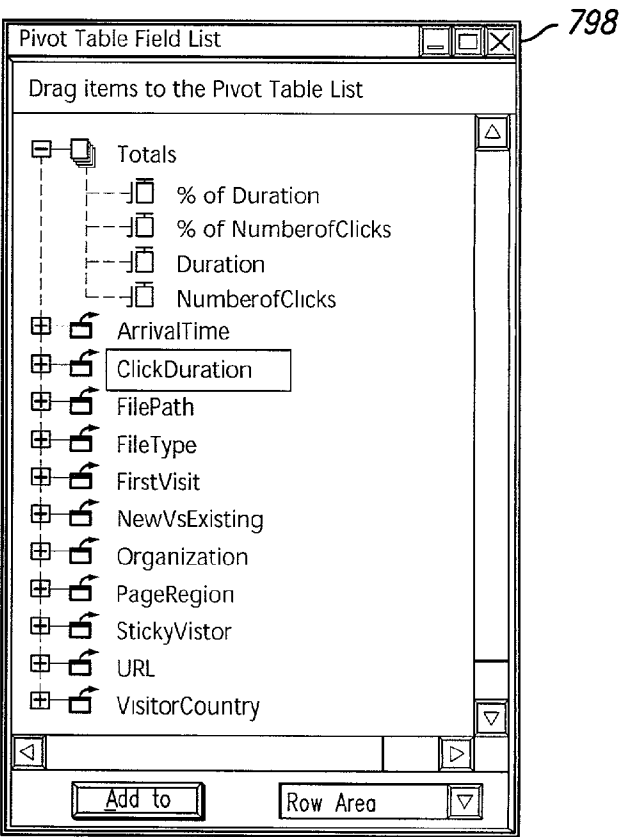 798
Pivot Table Field List
Drag items to the Pivot Table List
Totals
% of Duration
% of NumberofClicks
Duration
NumberofClicks
ArrivalTime
ClickDuration
FilePath
FileType
FirstVisit
NewVsExisting
Organization
PageRegion
StickyVistor
URL
VisitorCountry
Add to
Row Area